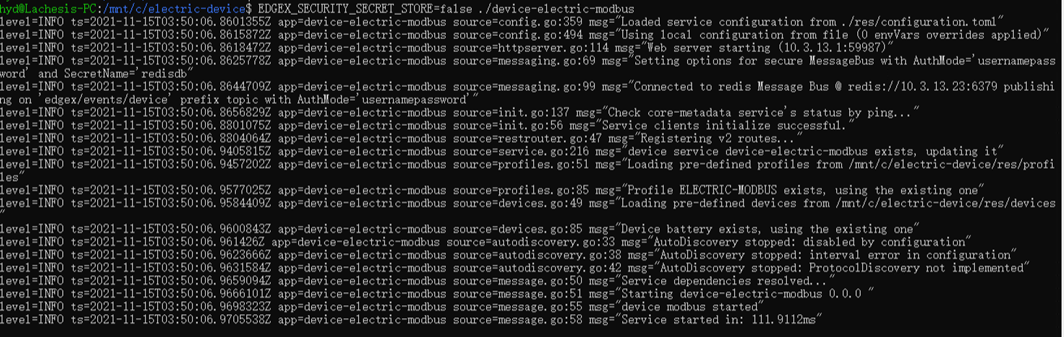 hyd@Lachesis-PC:/mnt/c/electric-device$ EDGEX_SECURITY_SECRET_STORE=false ./device-electric-modbus
level=INFO ts=2021-11-15T03:50:06.8601355Z app=device-electric-modbus source=config.go:359 msg="Loaded service configuration from ./res/configuration.toml"
level=INFO ts=2021-11-15T03:50:06.8615872Z app=device-electric-modbus source=config.go:494 msg="Using local configuration from file (0 envVars overrides applied)"
level=INFO ts=2021-11-15T03:50:06.8618472Z app=device-electric-modbus source=httpserver.go:114 msg="Web server starting (10.3.13.1:59987)"
level=INFO ts=2021-11-15T03:50:06.8625778Z app=device-electric-modbus source=messaging.go:69 msg="Setting options for secure MessageBus with AuthMode='usernamepass
word' and SecretName='redisdb"
level=INFO ts=2021-11-15T03:50:06.8644709Z app=device-electric-modbus source=messaging.go:99 msg="Connected to redis Message Bus @ redis://10.3.13.23:6379 publishi
ng on 'edgex/events/device' prefix topic with AuthMode='usernamepassword'"
level=INFO ts=2021-11-15T03:50:06.8656829Z app=device-electric-modbus source=init.go:137 msg="Check core-metadata service's status by ping..."
level=INFO ts=2021-11-15T03:50:06.8801075Z app=device-electric-modbus source=init.go:56 msg="Service clients initialize successful."
level=INFO ts=2021-11-15T03:50:06.8804064Z app=device-electric-modbus source=restrouter.go:47 msg="Registering v2 routes..."
level=INFO ts=2021-11-15T03:50:06.9405815Z app=device-electric-modbus source=service.go:216 msg="device service device-electric-modbus exists, updating it"
level=INFO ts=2021-11-15T03:50:06.9457202Z app=device-electric-modbus source=profiles.go:51 msg="Loading pre-defined profiles from /mnt/c/electric-device/res/profi
les"
level=INFO ts=2021-11-15T03:50:06.9577025Z app=device-electric-modbus source=profiles.go:85 msg="Profile ELECTRIC-MODBUS exists, using the existing one"
level=INFO ts=2021-11-15T03:50:06.9584409Z app=device-electric-modbus source=devices.go:49 msg="Loading pre-defined devices from /mnt/c/electric-device/res/devices
"
level=INFO ts=2021-11-15T03:50:06.9600843Z app=device-electric-modbus source=devices.go:85 msg="Device battery exists, using the existing one"
level=INFO ts=2021-11-15T03:50:06.961426Z app=device-electric-modbus source=autodiscovery.go:33 msg="AutoDiscovery stopped: disabled by configuration"
level=INFO ts=2021-11-15T03:50:06.9623666Z app=device-electric-modbus source=autodiscovery.go:38 msg="AutoDiscovery stopped: interval error in configuration"
level=INFO ts=2021-11-15T03:50:06.9631584Z app=device-electric-modbus source=autodiscovery.go:42 msg="AutoDiscovery stopped: ProtocolDiscovery not implemented"
level=INFO ts=2021-11-15T03:50:06.9659094Z app=device-electric-modbus source=message.go:50 msg="Service dependencies resolved..."
level=INFO ts=2021-11-15T03:50:06.9666101Z app=device-electric-modbus source=message.go:51 msg="Starting device-electric-modbus 0.0.0 "
level=INFO ts=2021-11-15T03:50:06.9698323Z app=device-electric-modbus source=message.go:55 msg="device modbus started"
level=INFO ts=2021-11-15T03:50:06.9705538Z app=device-electric-modbus source=message.go:58 msg="Service started in: 111.9112ms"